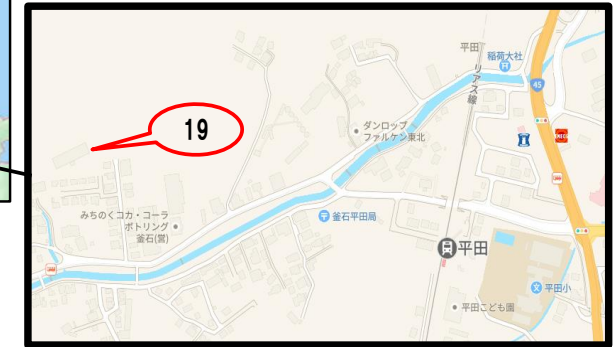 平田
稲荷大社
リアス線
45
19
ダンロップ
ファルケン東北
みちのくコカ・コーラ
ボトリング
釜石(営)
釜石平田局
平田
平田小
平田こども園